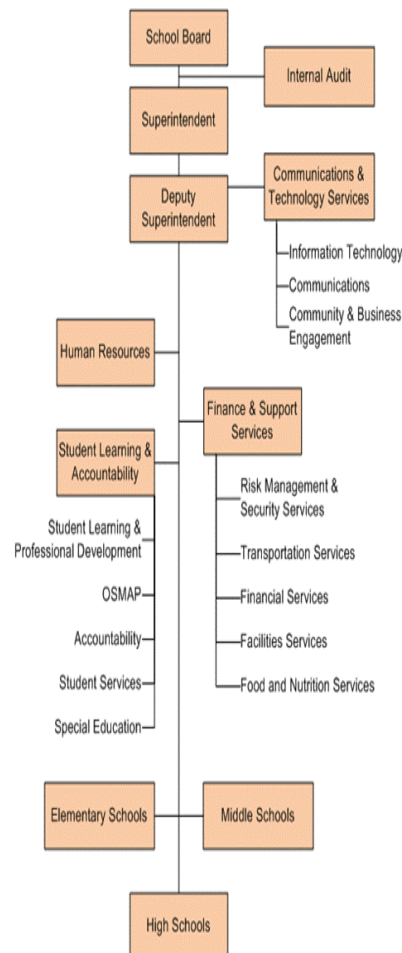 School Board
Internal Audit
Superintendent
Communications &
Technology Services
Deputy
Superintendent
Information Technology
Communications
Community & Business
Engagement
Human Resources
Finance & Support
Services
Student Learning &
Accountability
Risk Management &
Security Services
Student Learning &
Professional Development
Transportation Services
OSMAP
Financial Services
Accountability
Facilities Services
Student Services
Food and Nutrition Services
Special Education
Elementary Schools
Middle Schools
High Schools